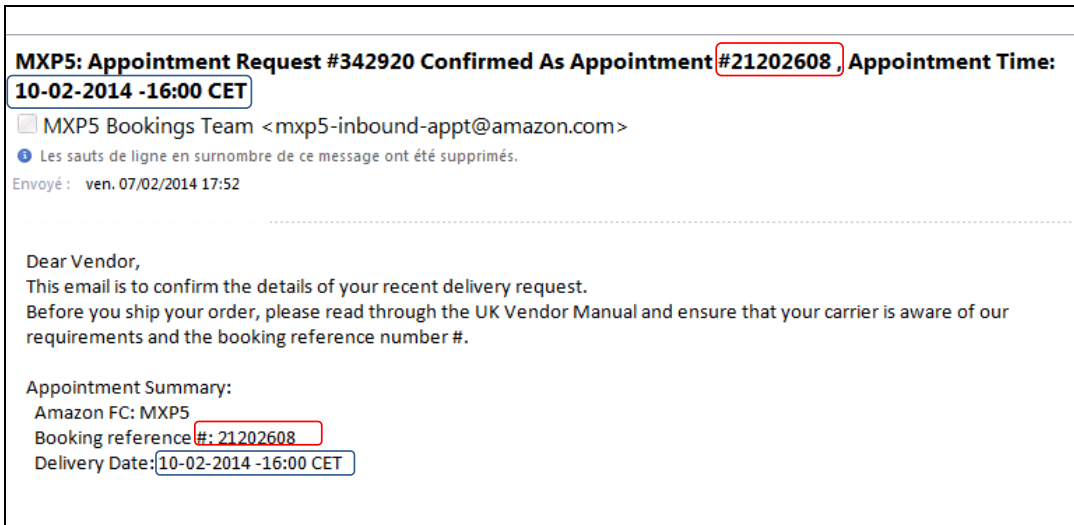 MXP5: Appointment Request #342920 Confirmed As Appointment #21202608 , Appointment Time:
10-02-2014 -16:00 CET
MXP5 Bookings Team <mxp5-inbound-appt@amazon.com>
Les sauts de ligne en surnombre de ce message ont été supprimés.
Envoyé : ven. 07/02/2014 17:52
Dear Vendor,
This email is to confirm the details of your recent delivery request.
Before you ship your order, please read through the UK Vendor Manual and ensure that your carrier is aware of our
requirements and the booking reference number #.
Appointment Summary:
Amazon FC: MXP5
Booking reference #: 21202608
Delivery Date: 10-02-2014 -16:00 CET